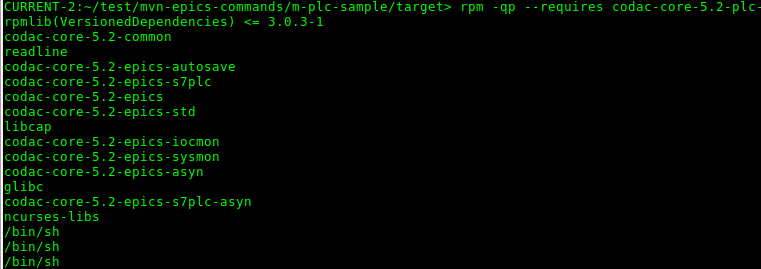 CURRENT-2:~/test/mvn-epics-commands/m-plc-sample/target> rpm -qp --requires codac-core-5.2-plc-
rpmlib(VersionedDependencies) <= 3.0.3-1
codac-core-5.2-common
readline
codac-core-5.2-epics-autosave
codac-core-5.2-epics-s7plc
codac-core-5.2-epics
codac-core-5.2-epics-std
libcap
codac-core-5.2-epics-iocmon
codac-core-5.2-epics-sysmon
codac-core-5.2-epics-asyn
glibc
codac-core-5.2-epics-s7plc-asyn
ncurses-libs
/bin/sh
/bin/sh
/bin/sh